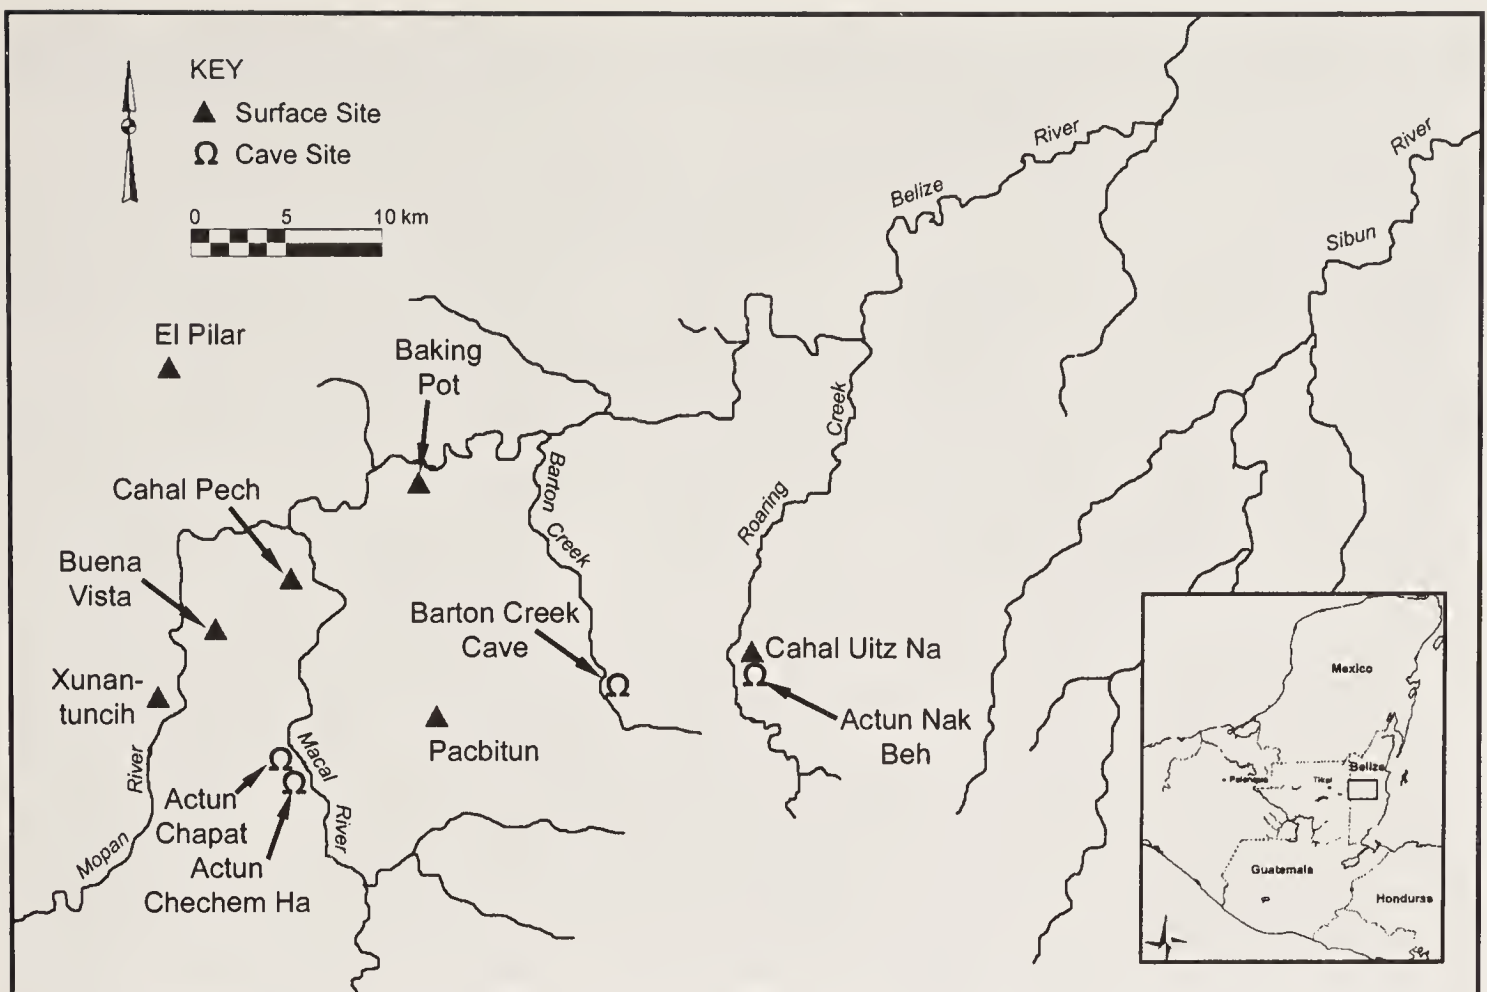 KEY
Surface Site
Cave Site
0 5 10 km
El Pilar
Baking
Pot
Cahal Pech
Buena
Vista
Xunan-
tuncih
Barton Creek
Cave
Pacbitun
Cahal Uitz Na
Actun Nak
Beh
Actun
Chapat
Actun
Chechem Ha
Mopan River
Macal River
Barton Creek
Roaring Creek
Belize River
Sibun River
Mexico
Belize
Palenque
Tikal
Guatemala
Honduras